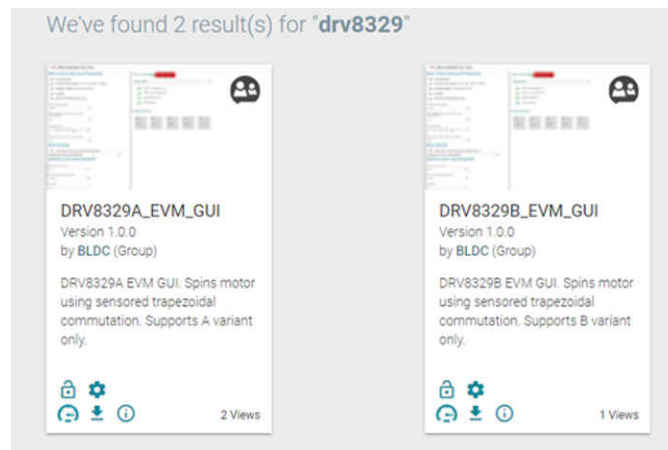 We've found 2 result(s) for "drv8329"
DRV8329A_EVM_GUI
Version 1.0.0
by BLDC (Group)
DRV8329A EVM GUI. Spins motor
using sensored trapezoidal
commutation. Supports A variant
only.
2 Views
DRV8329B_EVM_GUI
Version 1.0.0
by BLDC (Group)
DRV8329B EVM GUI. Spins motor
using sensored trapezoidal
commutation. Supports B variant
only.
1 Views